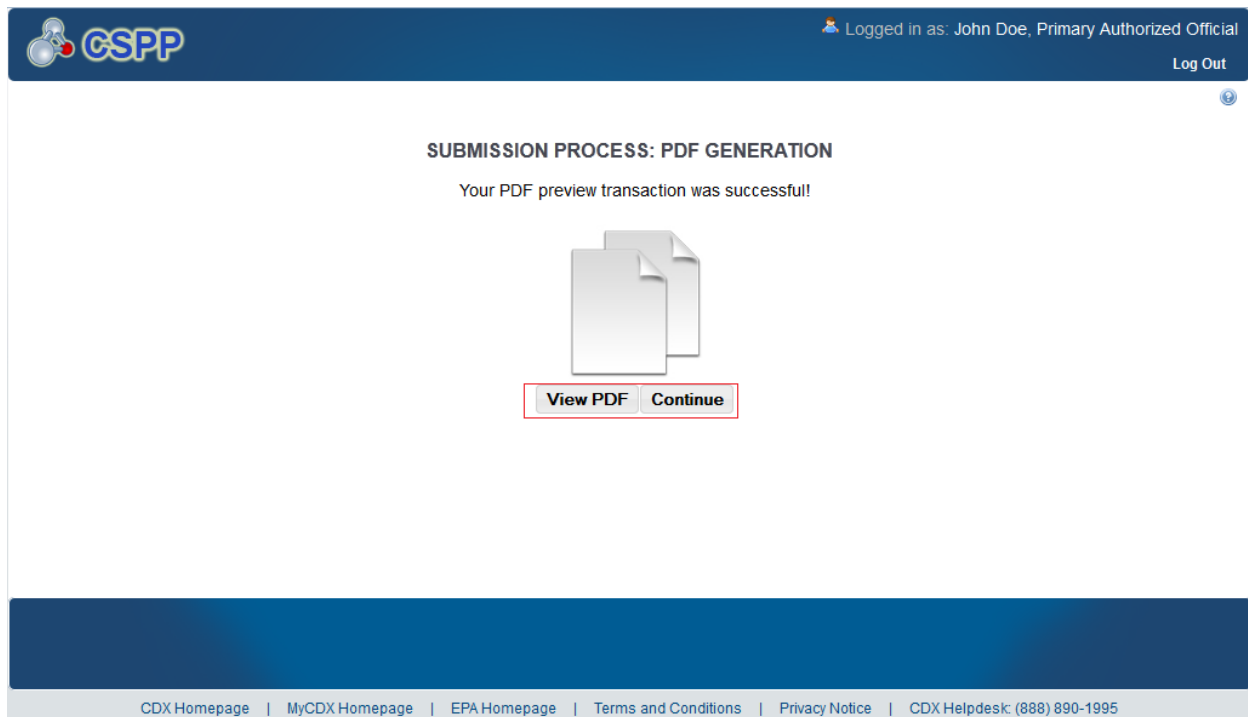 CSPP
Logged in as: John Doe, Primary Authorized Official
Log Out
SUBMISSION PROCESS: PDF GENERATION
Your PDF preview transaction was successful!
View PDF Continue
CDX Homepage | MyCDX Homepage | EPA Homepage | Terms and Conditions | Privacy Notice | CDX Helpdesk: (888) 890-1995